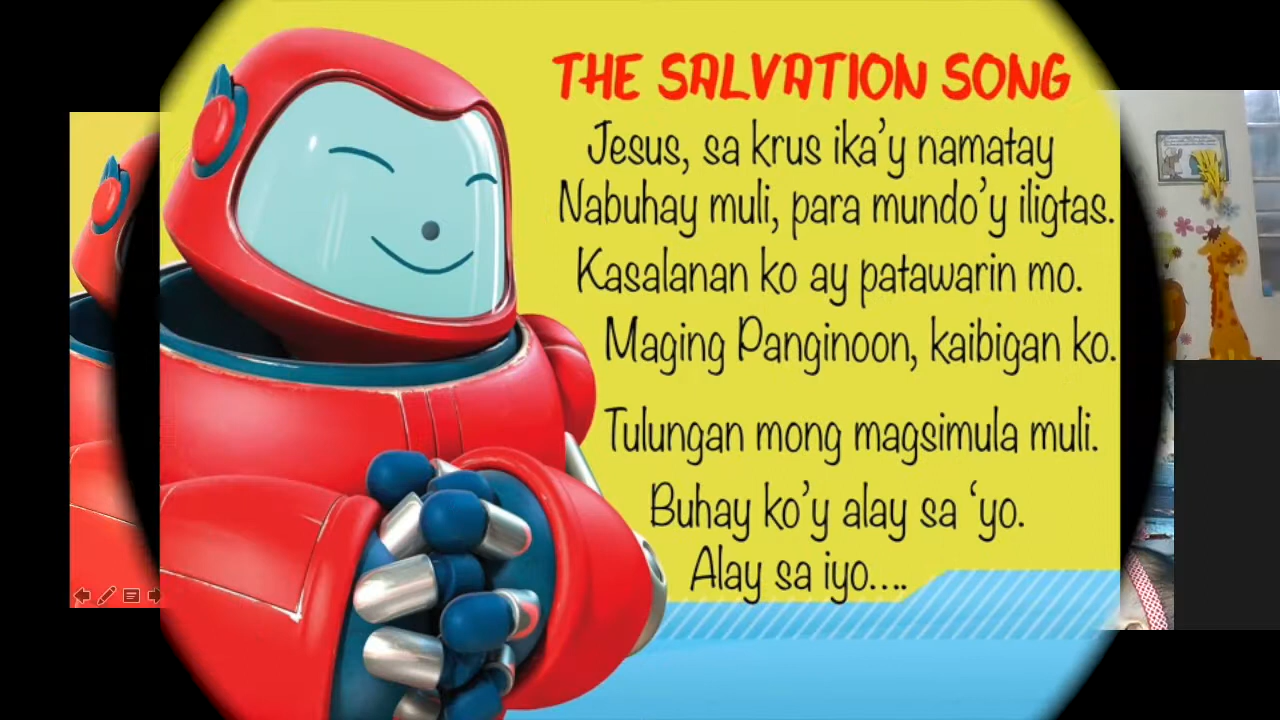 THE SALVATION SONG
Jesus, sa krus ika'y namatay
Nabuhay muli, para mundo'y iligtas.
Kasalanan ko ay patawarin mo.
Maging Panginoon, kaibigan ko.
Tulungan mong magsimula muli.
Buhay ko'y alay sa 'yo.
Alay sa iyo....